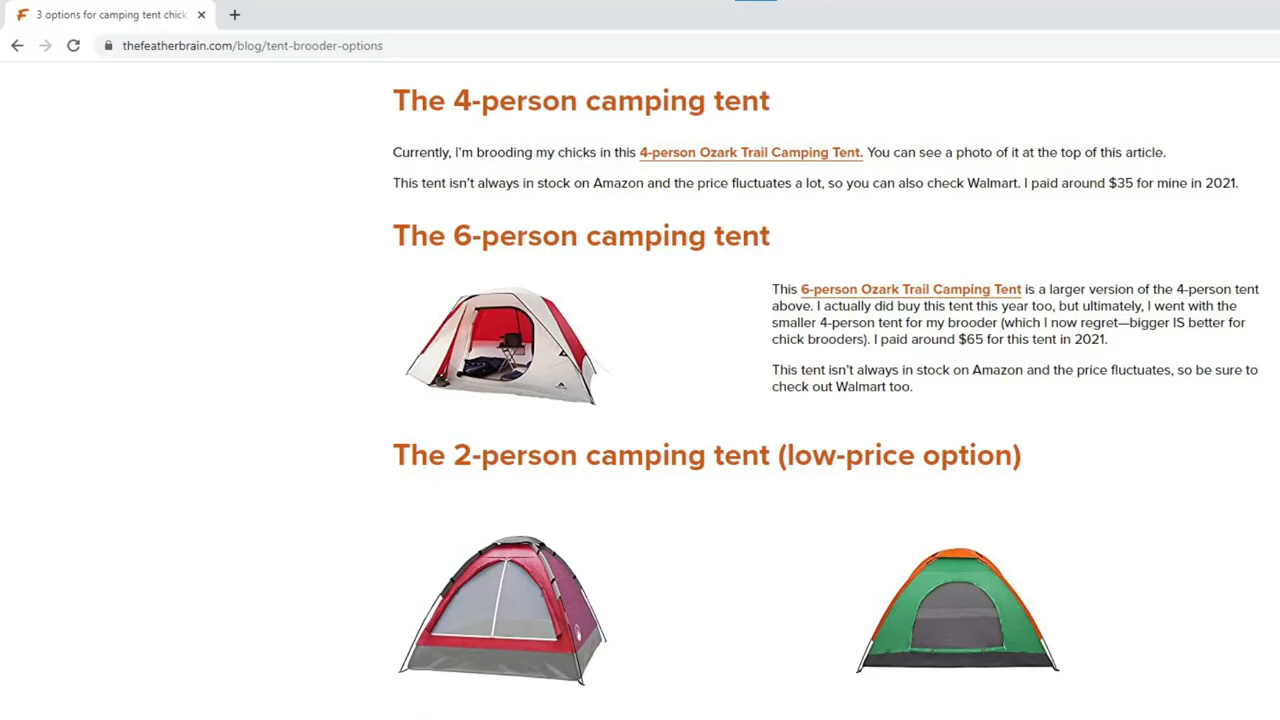 3 options for camping tent chick
thefeatherbrain.com/blog/tent-brooder-options
The 4-person camping tent
Currently, I'm brooding my chicks in this 4-person Ozark Trail Camping Tent. You can see a photo of it at the top of this article.
This tent isn't always in stock on Amazon and the price fluctuates a lot, so you can also check Walmart. I paid around $35 for mine in 2021.
The 6-person camping tent
This 6-person Ozark Trail Camping Tent is a larger version of the 4-person tent
above. I actually did buy this tent this year too, but ultimately, I went with the
smaller 4-person tent for my brooder (which I now regret—bigger IS better for
chick brooders). I paid around $65 for this tent in 2021.
This tent isn't always in stock on Amazon and the price fluctuates, so be sure to
check out Walmart too.
The 2-person camping tent (low-price option)